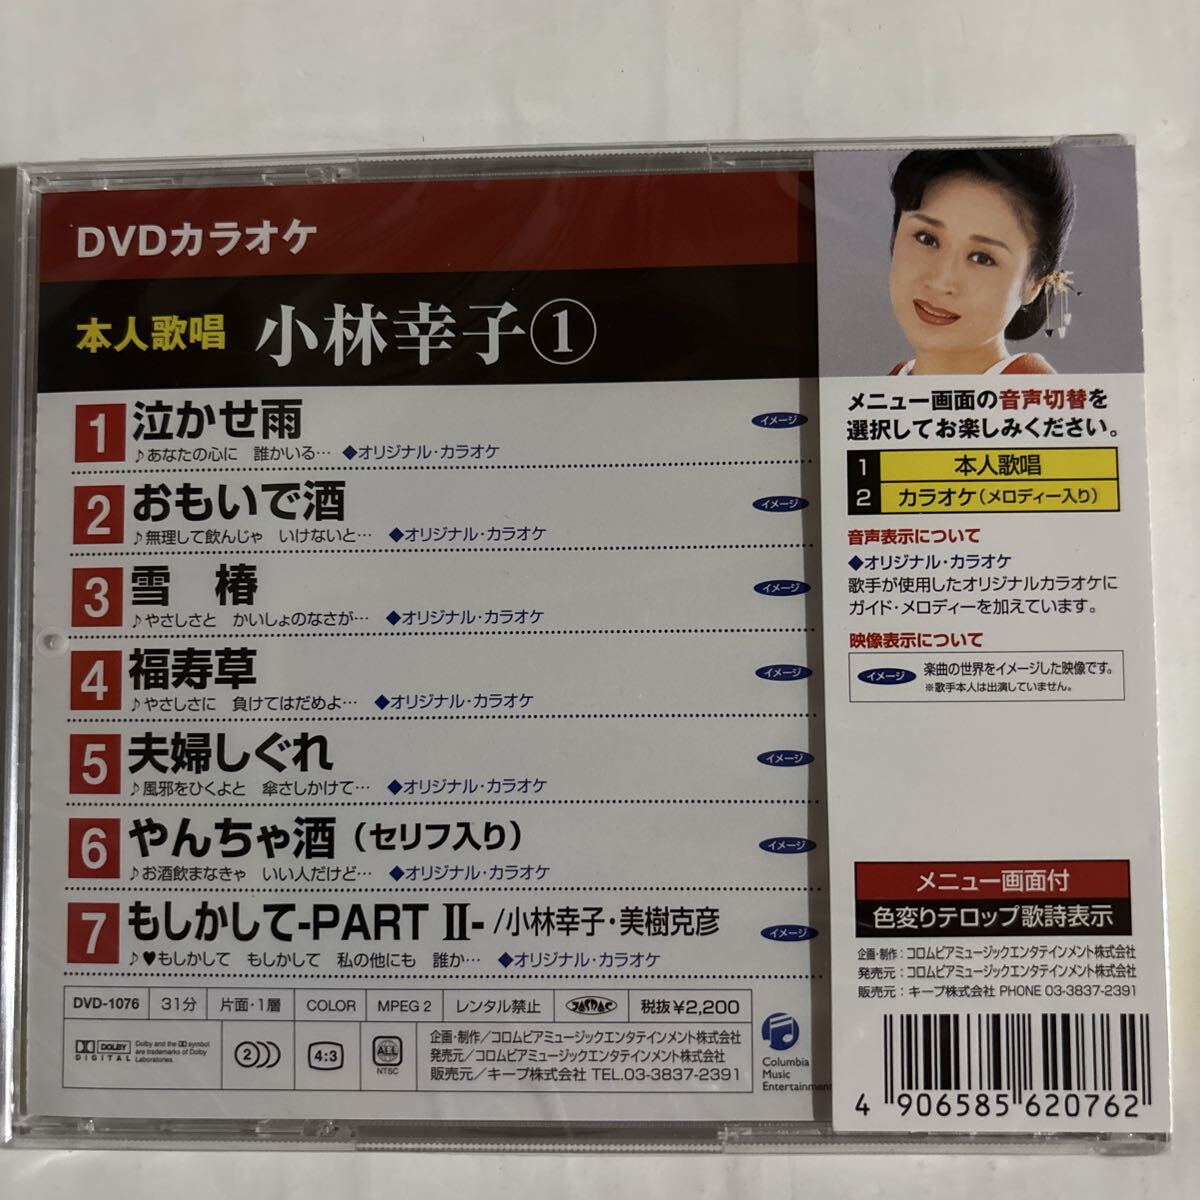 DVDカラオケ
本人歌唱 小林幸子①
1 泣かせ雨 イメージ
♪あなたの心に 誰かいる… ◆オリジナル・カラオケ
2 おもいで酒 イメージ
♪無理して飲んじゃ いけないと… ◆オリジナル・カラオケ
3 雪 椿 イメージ
♪やさしさと かいしょのなさが… ◆オリジナル・カラオケ
4 福寿草 イメージ
♪やさしさに 負けてはだめよ… ◆オリジナル・カラオケ
5 夫婦しぐれ イメージ
♪風邪をひくよと 傘さしかけて… ◆オリジナル・カラオケ
6 やんちゃ酒（セリフ入り） イメージ
♪お酒飲まなきゃ いい人だけど… ◆オリジナル・カラオケ
7 もしかして-PART Ⅱ- /小林幸子・美樹克彦 イメージ
♪♥もしかして もしかして 私の他にも 誰か… ◆オリジナル・カラオケ
DVD-1076 31分 片面・1層 COLOR MPEG 2 レンタル禁止 JASRAC 税抜¥2,200
DOLBY DIGITAL
Dolby and the DD symbol
are trademarks of Dolby
Laboratories.
2 4:3 ALL NTSC
企画・制作／コロムビアミュージックエンタテインメント株式会社
発売元／コロムビアミュージックエンタテインメント株式会社
販売元／キープ株式会社 TEL.03-3837-2391
Columbia
Music
Entertainment
メニュー画面の音声切替を
選択してお楽しみください。
1 本人歌唱
2 カラオケ（メロディー入り）
音声表示について
◆オリジナル・カラオケ
歌手が使用したオリジナルカラオケに
ガイド・メロディーを加えています。
映像表示について
イメージ 楽曲の世界をイメージした映像です。
※歌手本人は出演していません。
メニュー画面付
色変りテロップ歌詩表示
企画・制作：コロムビアミュージックエンタテインメント株式会社
発売元：コロムビアミュージックエンタテインメント株式会社
販売元：キープ株式会社 PHONE 03-3837-2391
4 906585 620762